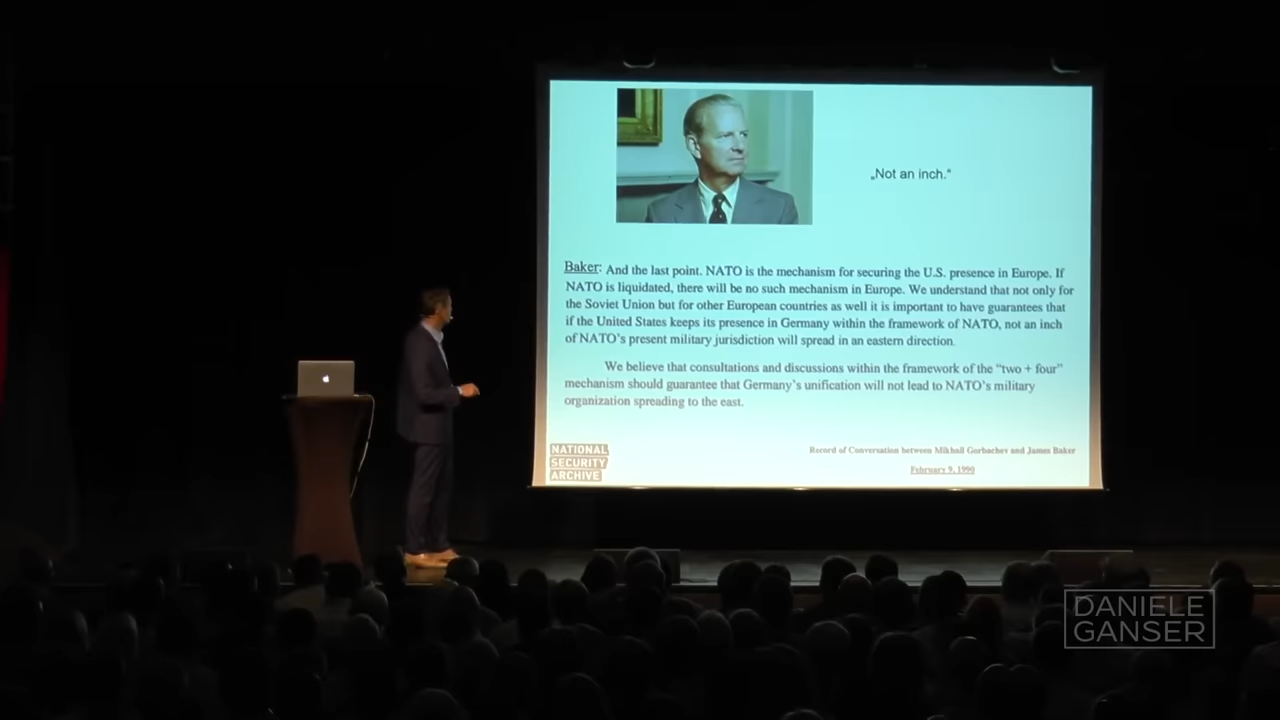 „Not an inch.“
Baker: And the last point. NATO is the mechanism for securing the U.S. presence in Europe. If
NATO is liquidated, there will be no such mechanism in Europe. We understand that not only for
the Soviet Union but for other European countries as well it is important to have guarantees that
if the United States keeps its presence in Germany within the framework of NATO, not an inch
of NATO's present military jurisdiction will spread in an eastern direction.
We believe that consultations and discussions within the framework of the “two + four”
mechanism should guarantee that Germany's unification will not lead to NATO's military
organization spreading to the east.
NATIONAL
SECURITY
ARCHIVE
Record of Conversation between Mikhail Gorbachev and James Baker
February 9, 1990
DANIELE
GANSER